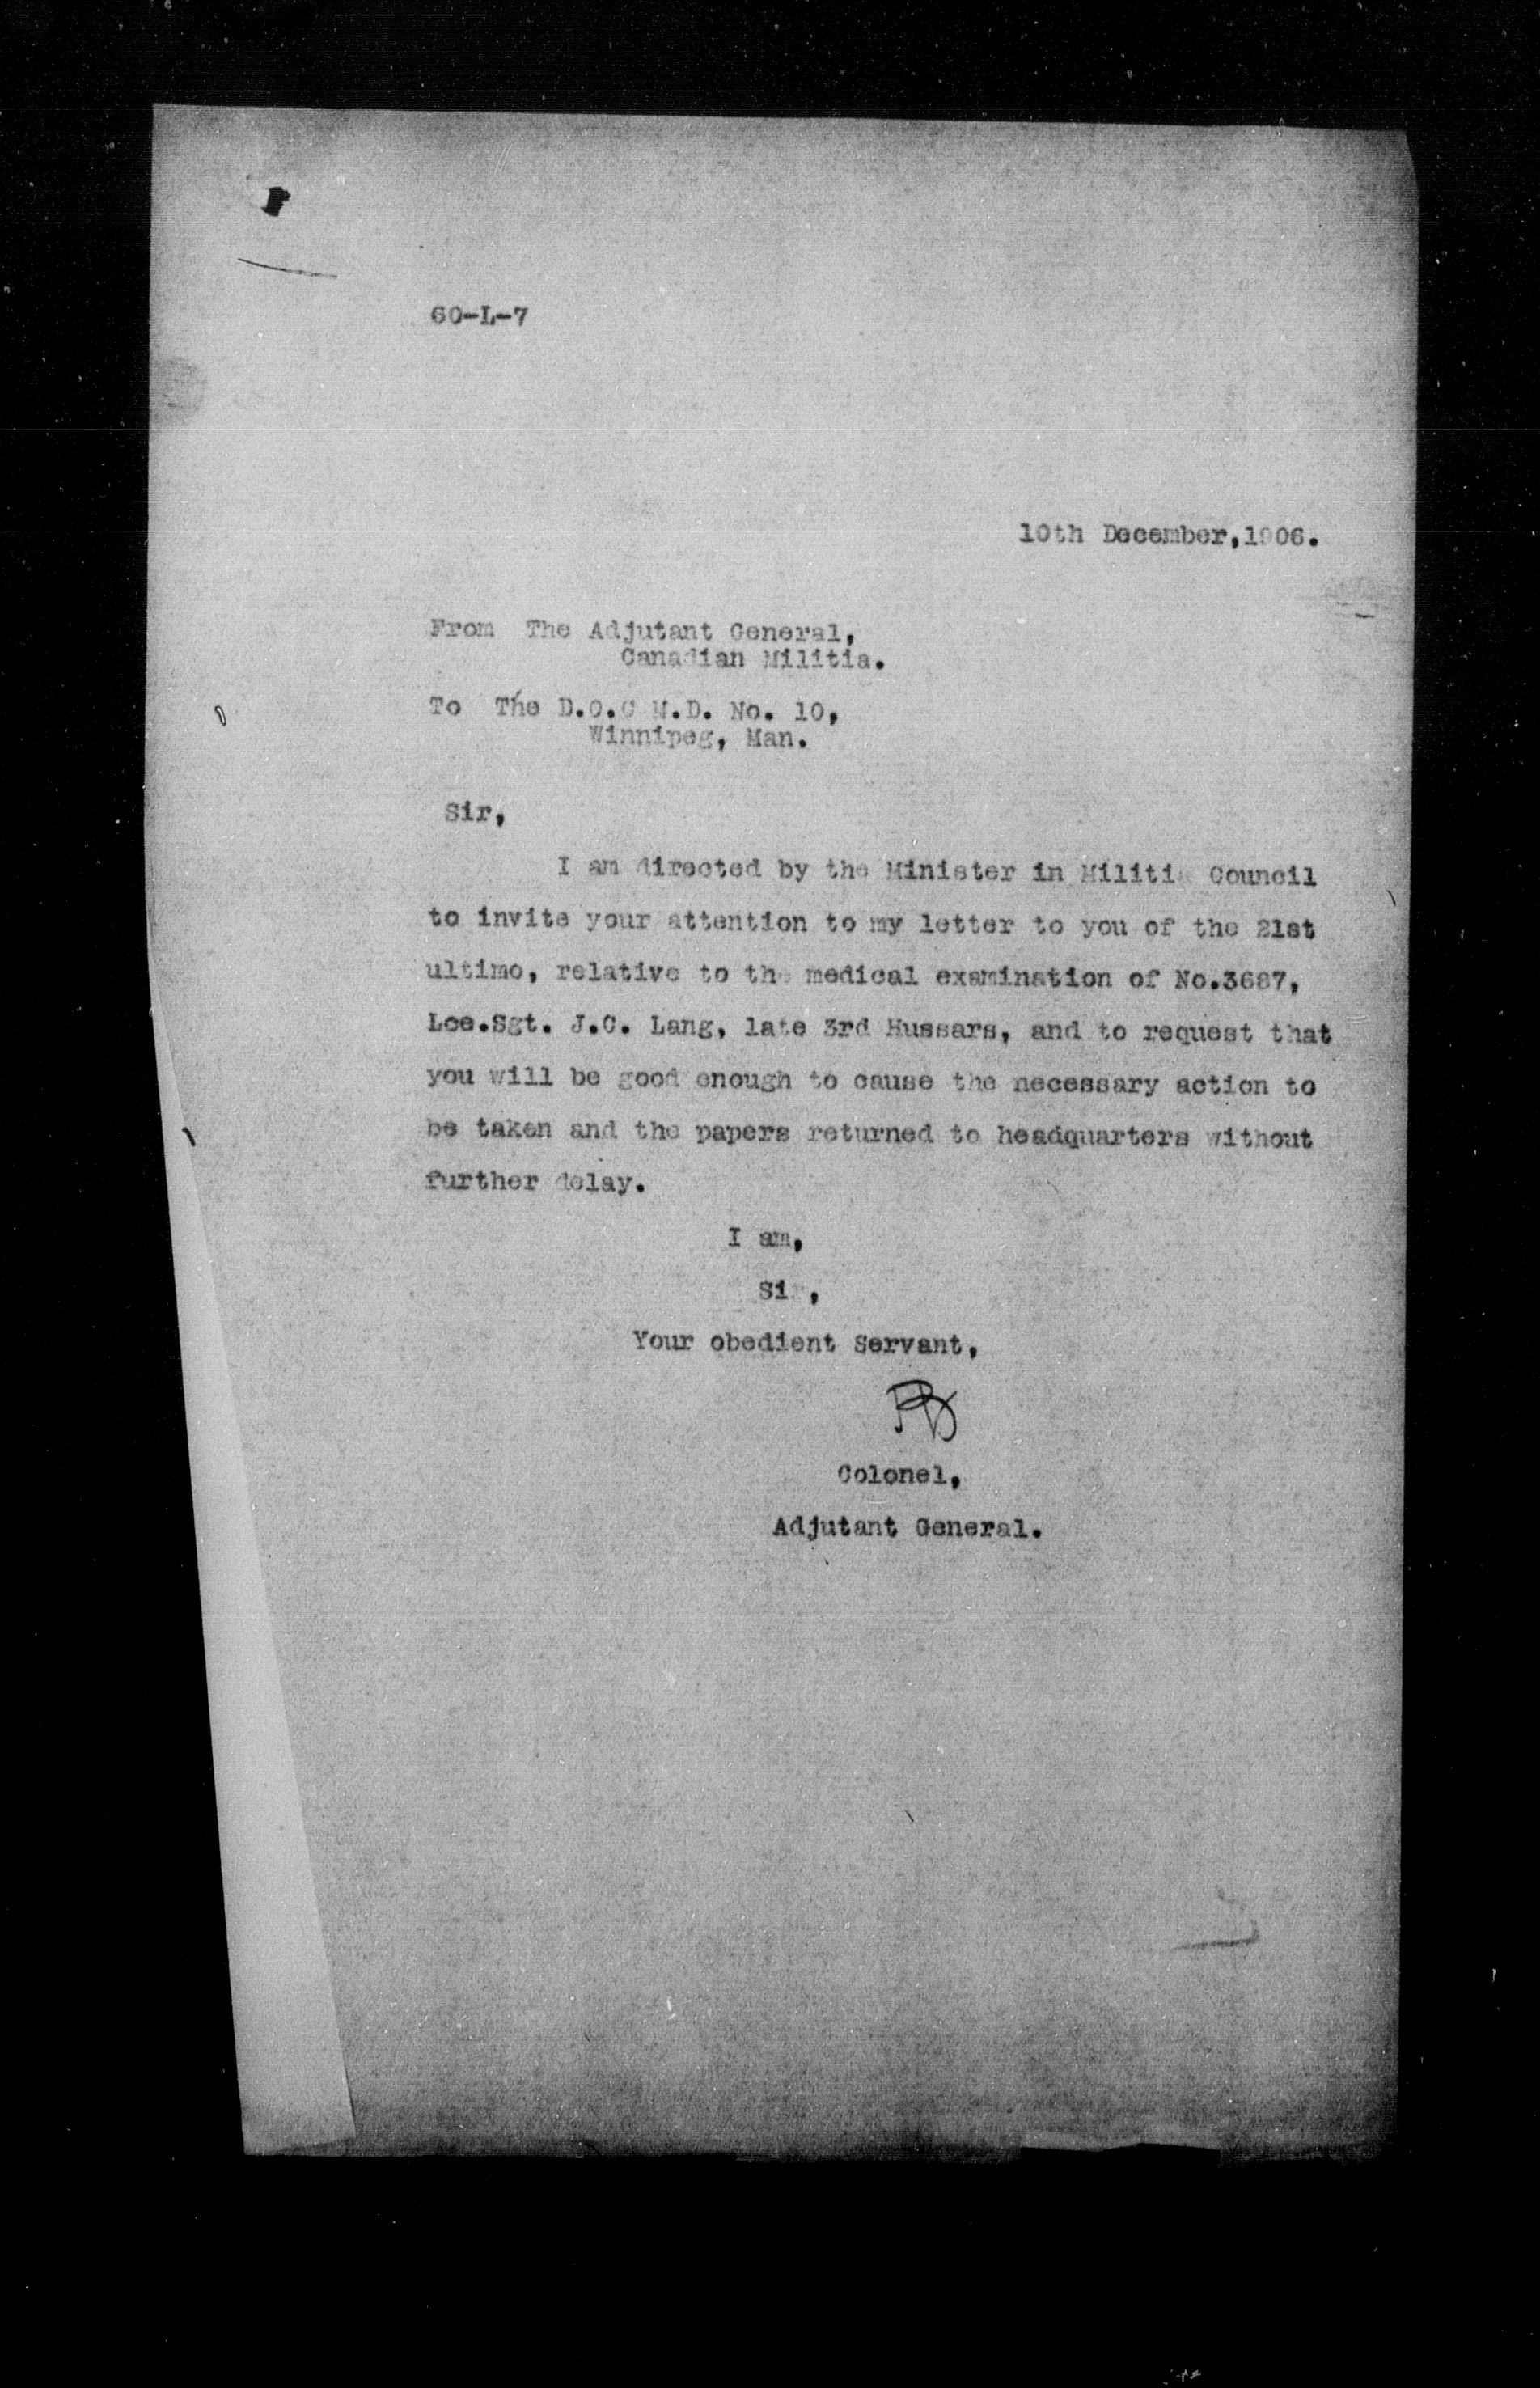 60-L-7
10th December, 1906.
From The Adjutant General,
Canadian Militia.
To The D.O.C M.D. No. 10,
Winnipeg, Man.
Sir,
I am directed by the Minister in Militia Council
to invite your attention to my letter to you of the 21st
ultimo, relative to the medical examination of No.3687,
Lce.Sgt. J.C. Lang, late 3rd Hussars, and to request that
you will be good enough to cause the necessary action to
be taken and the papers returned to headquarters without
further delay.
I am,
Sir,
Your obedient Servant,
Colonel,
Adjutant General.